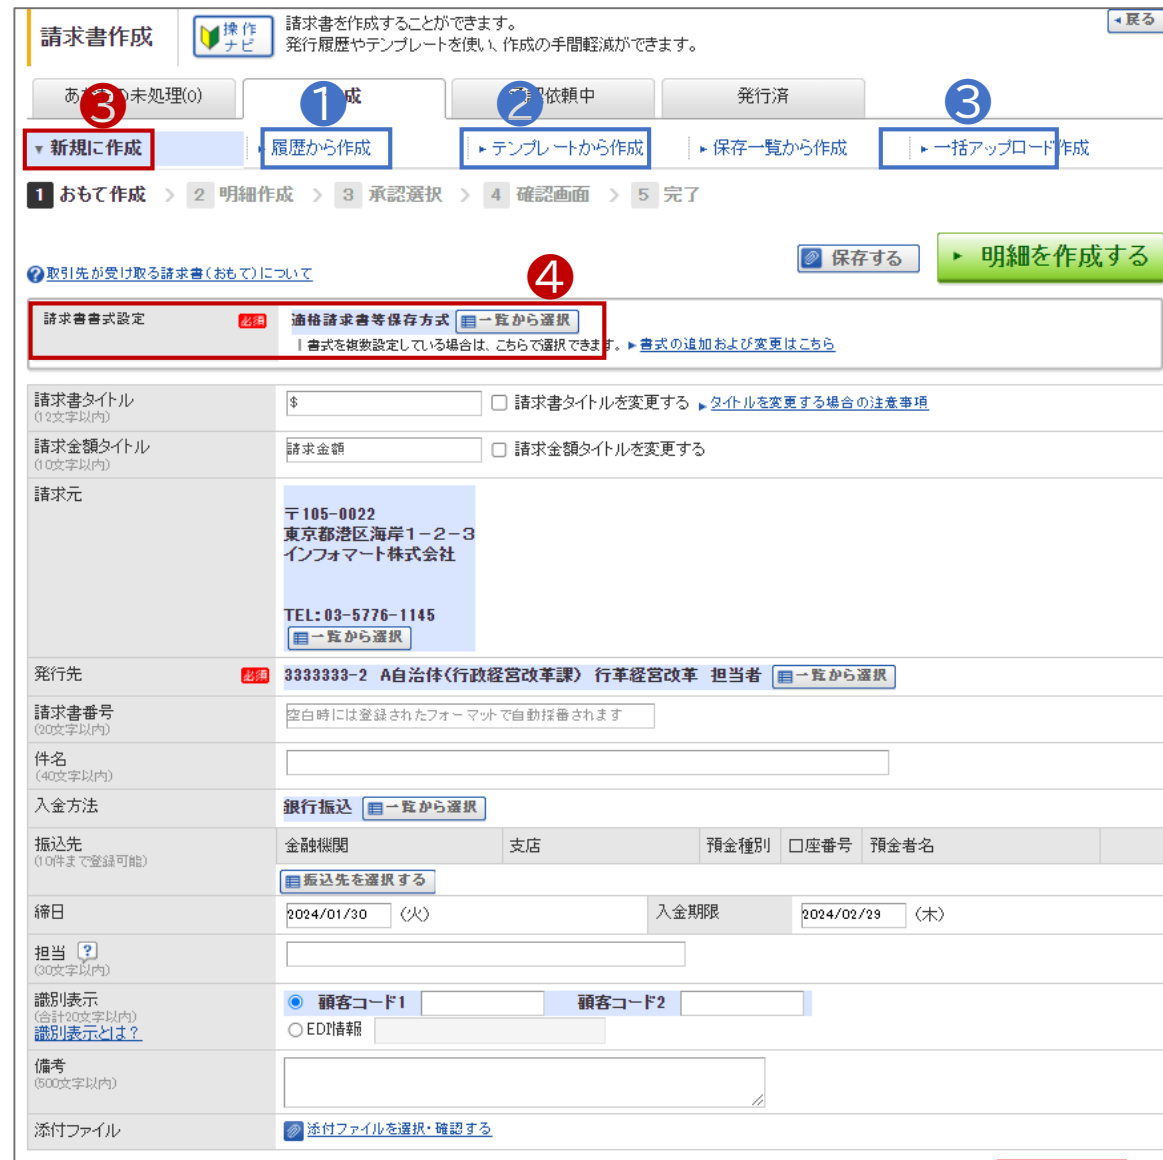 請求書作成
操作
ナビ
請求書を作成することができます。
発行履歴やテンプレートを使い、作成の手間軽減ができます。
戻る
の未処理(0)
成
依頼中
発行済
3
1
2
3
新規に作成
履歴から作成
テンプレートから作成
保存一覧から作成
一括アップロード作成
1 おもて作成 > 2 明細作成 > 3 承認選択 > 4 確認画面 > 5 完了
保存する
明細を作成する
取引先が受け取る請求書(おもて)について
4
請求書書式設定 必須 適格請求書等保存方式 一覧から選択
|書式を複数設定している場合は、こちらで選択できます。 書式の追加および変更はこちら
請求書タイトル
(12文字以内)
$
請求書タイトルを変更する タイトルを変更する場合の注意事項
請求金額タイトル
(10文字以内)
請求金額
請求金額タイトルを変更する
請求元
〒105-0022
東京都港区海岸1-2-3
インフォマート株式会社
TEL:03-5776-1145
一覧から選択
発行先 必須 3333333-2 A自治体(行政経営改革課) 行革経営改革 担当者 一覧から選択
請求書番号
(20文字以内)
空白時には登録されたフォーマットで自動採番されます
件名
(40文字以内)
入金方法 銀行振込 一覧から選択
振込先
(10件まで登録可能)
金融機関 支店 預金種別 口座番号 預金者名
振込先を選択する
締日 2024/01/30 (火) 入金期限 2024/02/29 (木)
担当 ?
(30文字以内)
識別表示
(合計20文字以内)
識別表示とは?
顧客コード1 顧客コード2
EDI情報
備考
(500文字以内)
添付ファイル 添付ファイルを選択・確認する